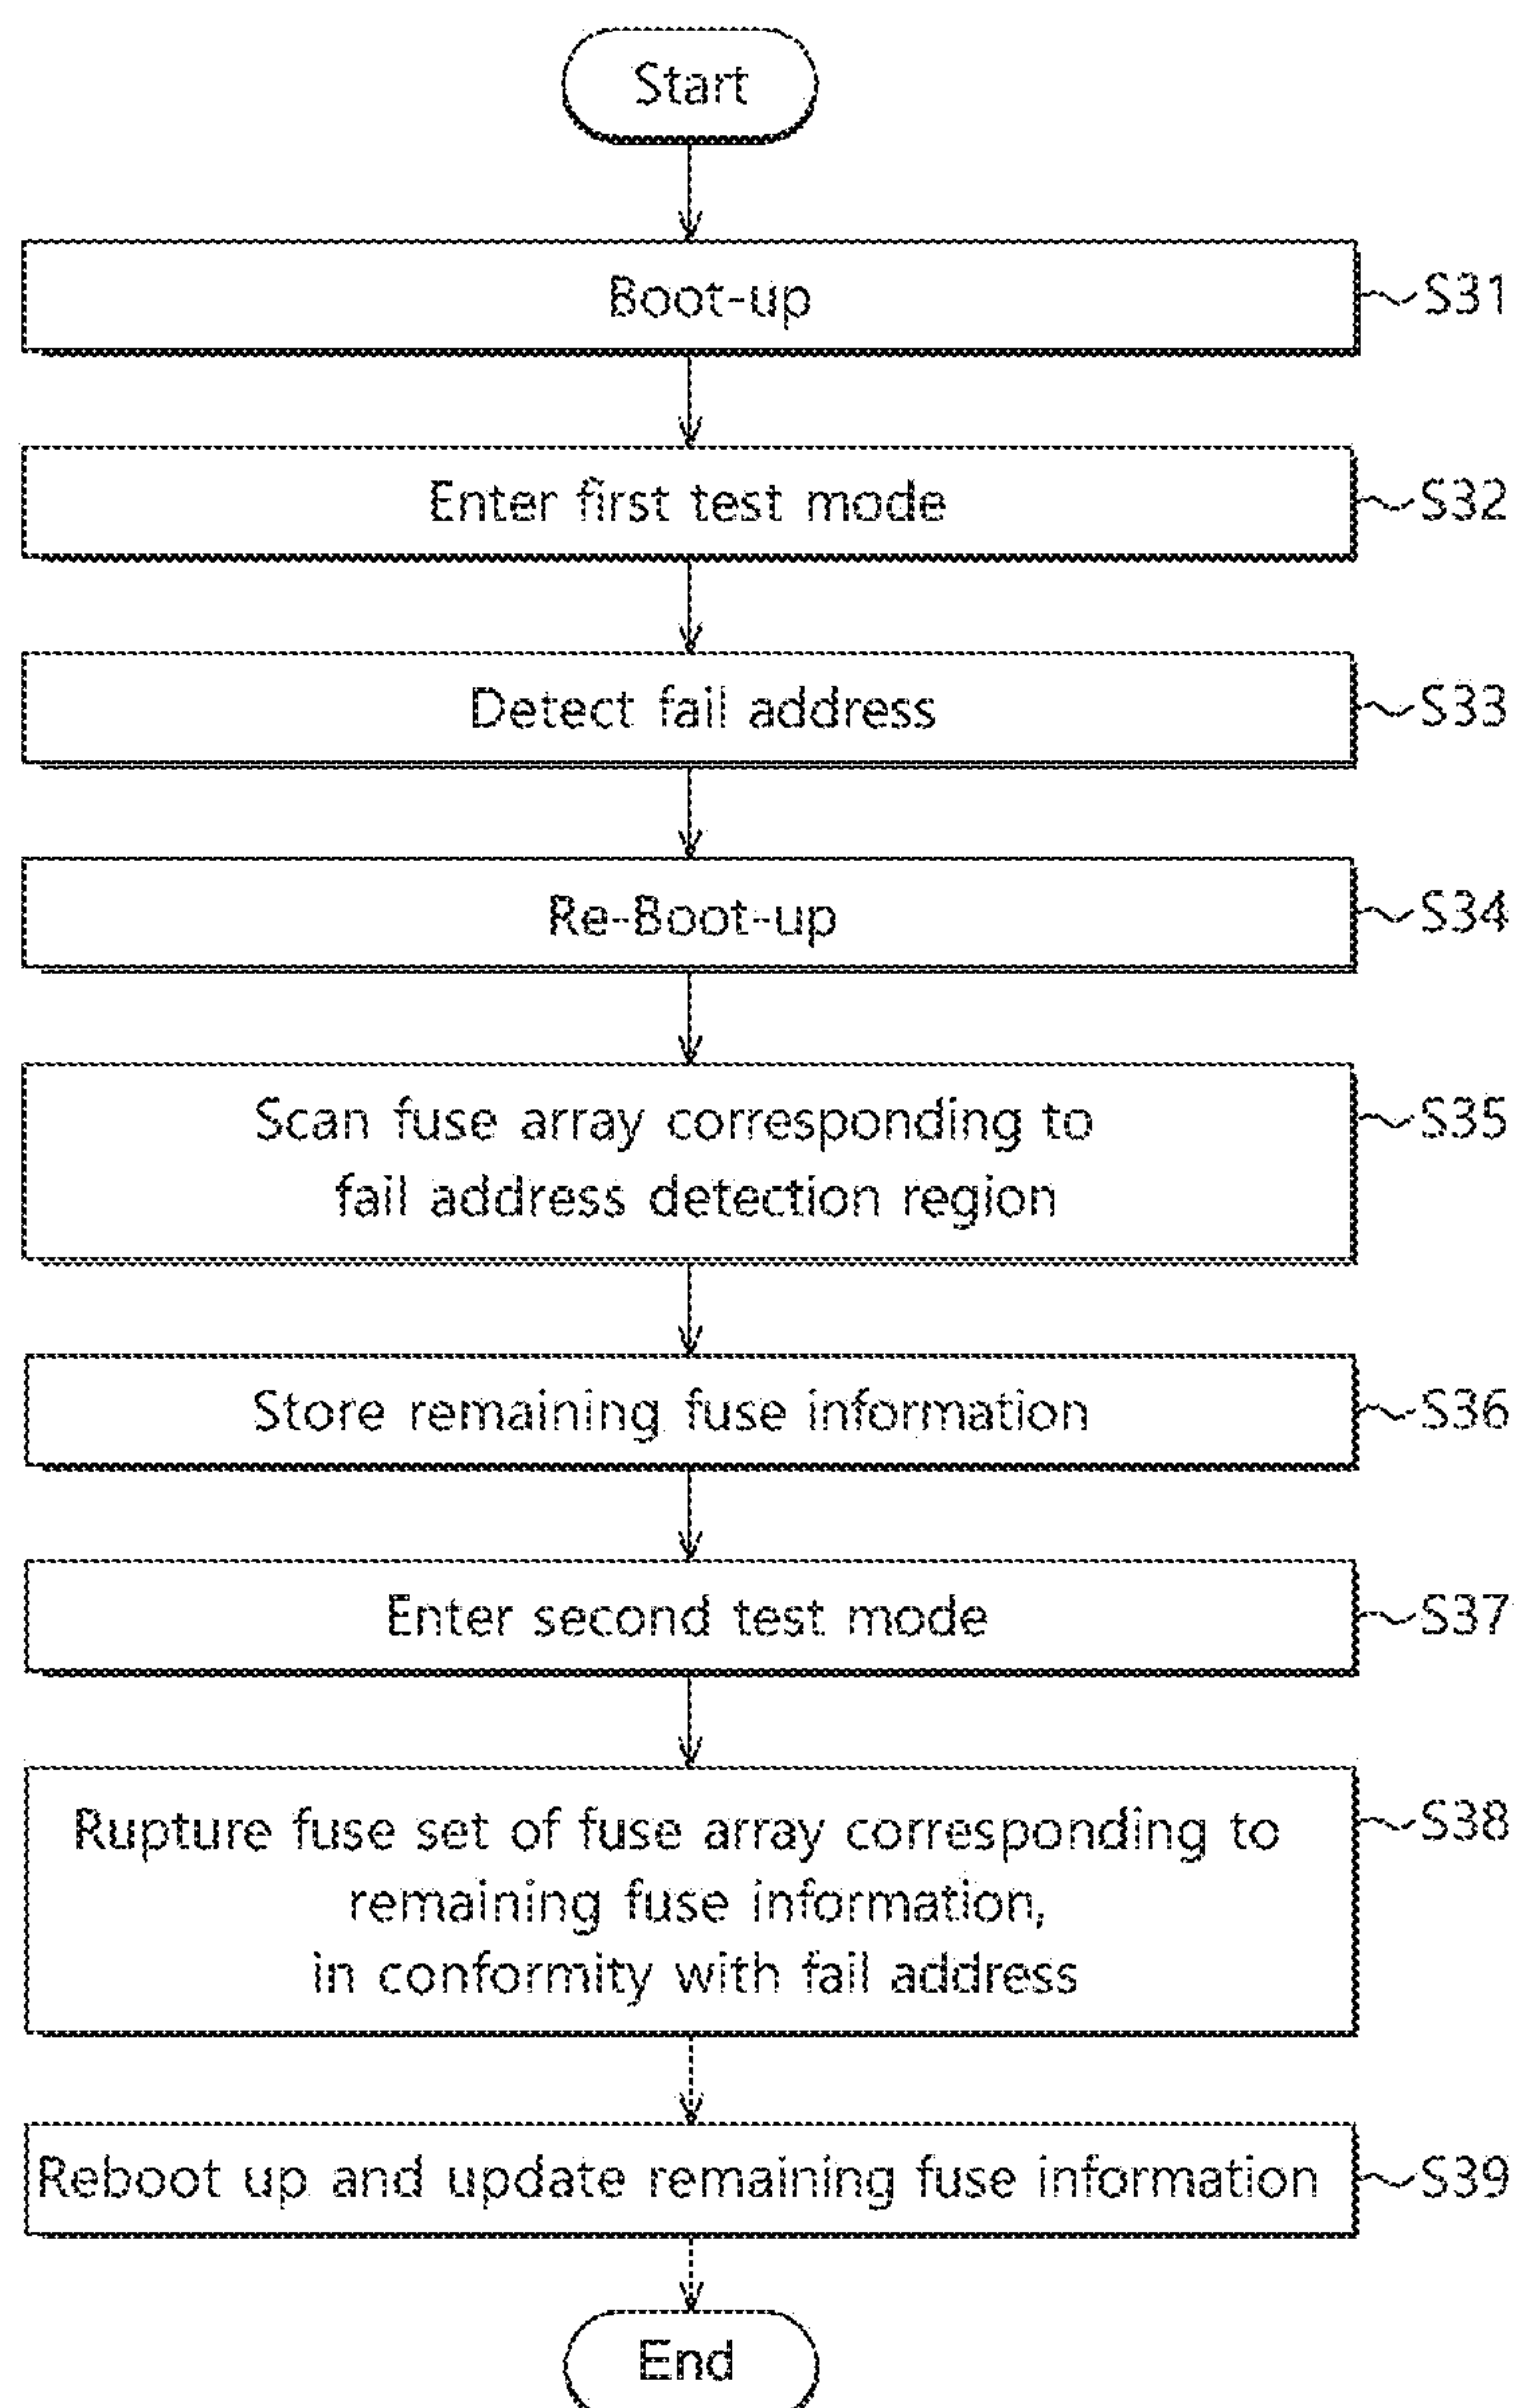 Start
Boot-up
S31
Enter first test mode
S32
Detect fail address
S33
Re-Boot-up
S34
Scan fuse array corresponding to
S35
fail address detection region
Store remaining fuse information
S36
Enter second test mode
S37
Rupture fuse set of fuse array corresponding to
S38
remaining fuse information,
in conformity with fail address
Reboot up and update remaining fuse information
S39
End